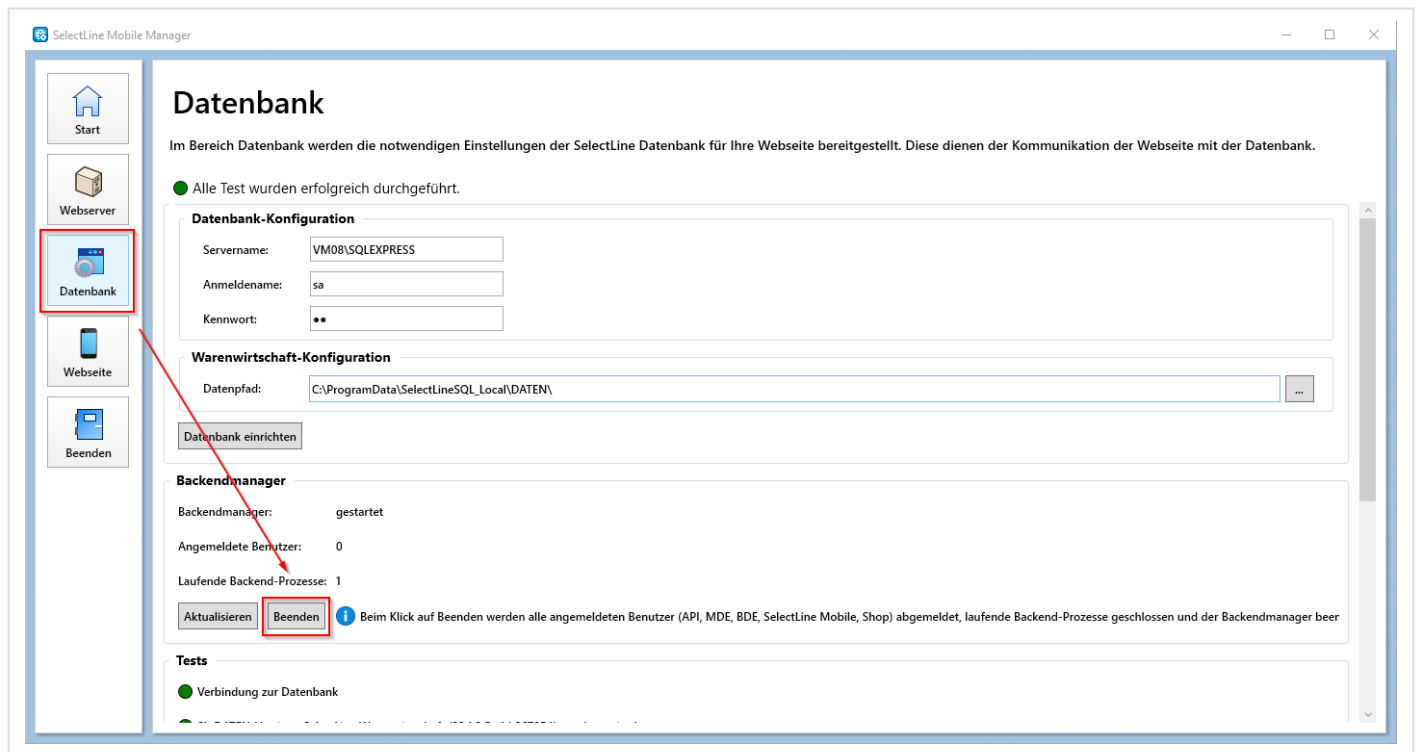 SelectLine Mobile Manager
Start
Webserver
Datenbank
Webseite
Beenden
Datenbank
Im Bereich Datenbank werden die notwendigen Einstellungen der SelectLine Datenbank für Ihre Webseite bereitgestellt. Diese dienen der Kommunikation der Webseite mit der Datenbank.
Alle Test wurden erfolgreich durchgeführt.
Datenbank-Konfiguration
Servername: VM08\SQLEXPRESS
Anmeldename: sa
Kennwort: ●●
Warenwirtschaft-Konfiguration
Datenpfad: C:\ProgramData\SelectLineSQL_Local\DATEN\ ...
Datenbank einrichten
Backendmanager
Backendmanager: gestartet
Angemeldete Benutzer: 0
Laufende Backend-Prozesse: 1
Aktualisieren Beenden Beim Klick auf Beenden werden alle angemeldeten Benutzer (API, MDE, BDE, SelectLine Mobile, Shop) abgemeldet, laufende Backend-Prozesse geschlossen und der Backendmanager beer
Tests
Verbindung zur Datenbank